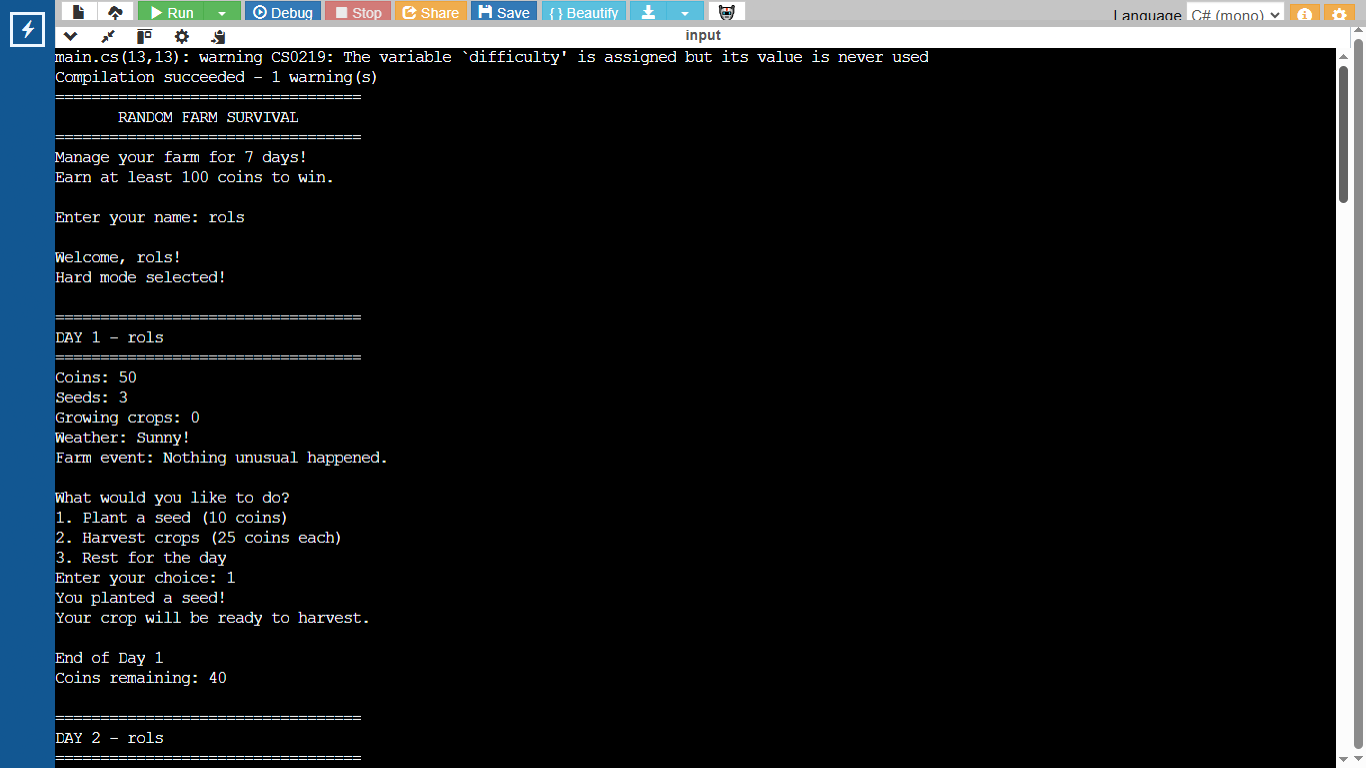 Run Debug Stop Share Save { } Beautify Language C# (mono)
input
main.cs(13,13): warning CS0219: The variable `difficulty' is assigned but its value is never used
Compilation succeeded - 1 warning(s)
==================================
RANDOM FARM SURVIVAL
==================================
Manage your farm for 7 days!
Earn at least 100 coins to win.
Enter your name: rols
Welcome, rols!
Hard mode selected!
==================================
DAY 1 - rols
==================================
Coins: 50
Seeds: 3
Growing crops: 0
Weather: Sunny!
Farm event: Nothing unusual happened.
What would you like to do?
1. Plant a seed (10 coins)
2. Harvest crops (25 coins each)
3. Rest for the day
Enter your choice: 1
You planted a seed!
Your crop will be ready to harvest.
End of Day 1
Coins remaining: 40
==================================
DAY 2 - rols
==================================